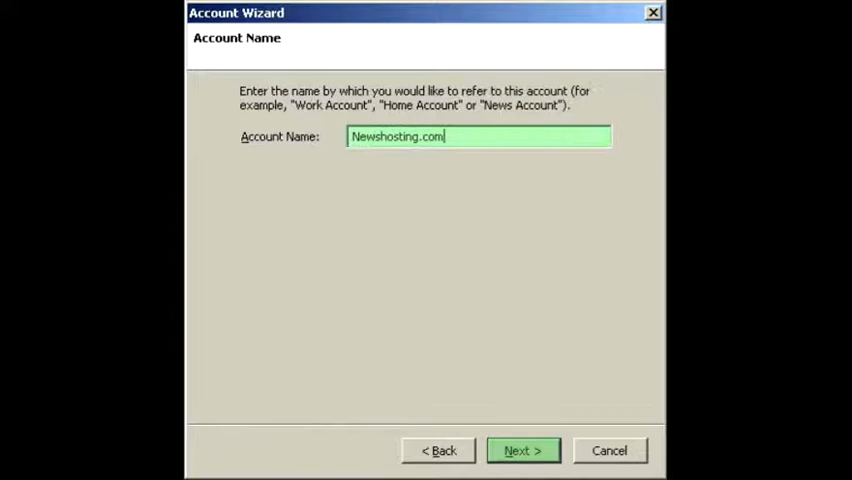 Account Wizard
Account Name
Enter the name by which you would like to refer to this account (for
example, "Work Account", "Home Account" or "News Account").
Account Name: Newshosting.com
< Back Next > Cancel